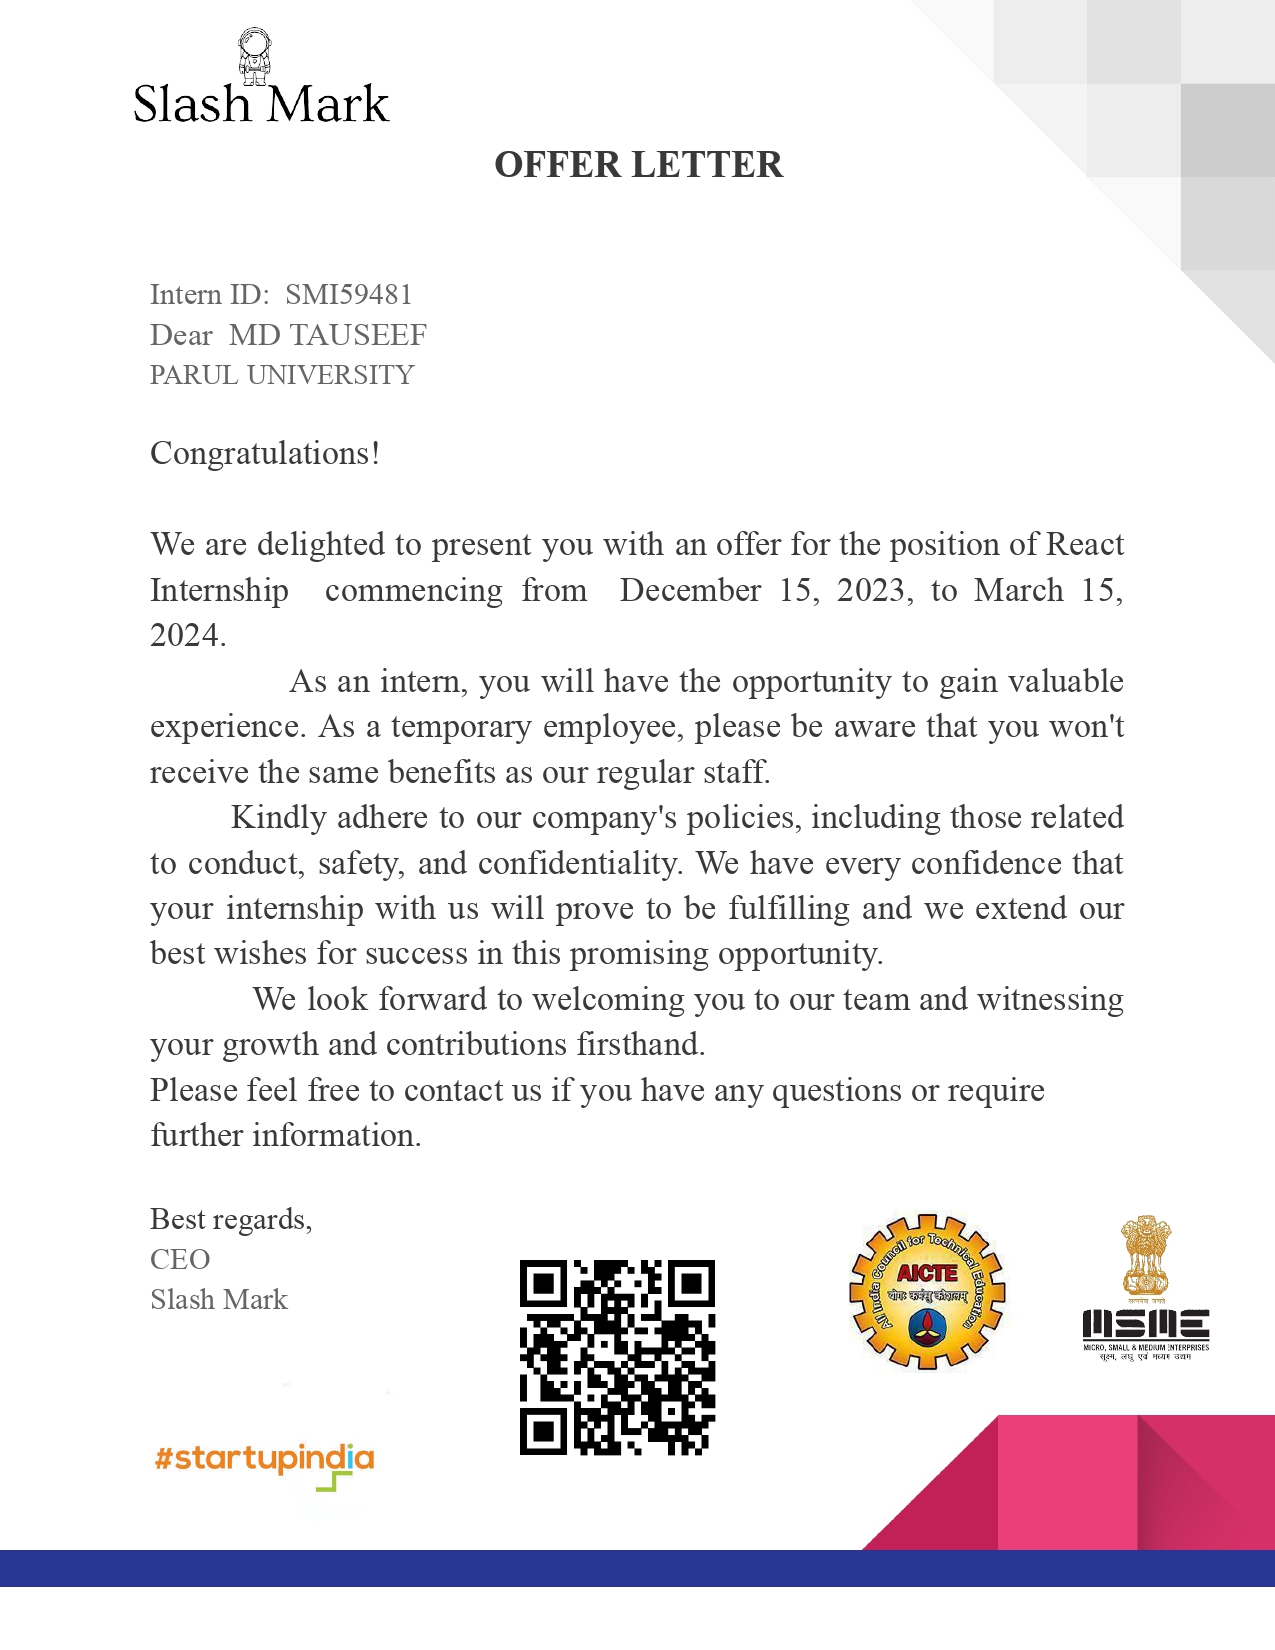 Slash Mark
OFFER LETTER
Intern ID: SMI59481
Dear MD TAUSEEF
PARUL UNIVERSITY
Congratulations!
We are delighted to present you with an offer for the position of React
Internship commencing from December 15, 2023, to March 15,
2024.
As an intern, you will have the opportunity to gain valuable
experience. As a temporary employee, please be aware that you won't
receive the same benefits as our regular staff.
Kindly adhere to our company's policies, including those related
to conduct, safety, and confidentiality. We have every confidence that
your internship with us will prove to be fulfilling and we extend our
best wishes for success in this promising opportunity.
We look forward to welcoming you to our team and witnessing
your growth and contributions firsthand.
Please feel free to contact us if you have any questions or require
further information.
Best regards,
CEO
Slash Mark
All India Council for Technical Education
AICTE
योगः कर्मसु कौशलम्
सत्यमेव जयते
MSME
MICRO, SMALL & MEDIUM ENTERPRISES
सूक्ष्म, लघु एवं मध्यम उद्यम
#startupindia